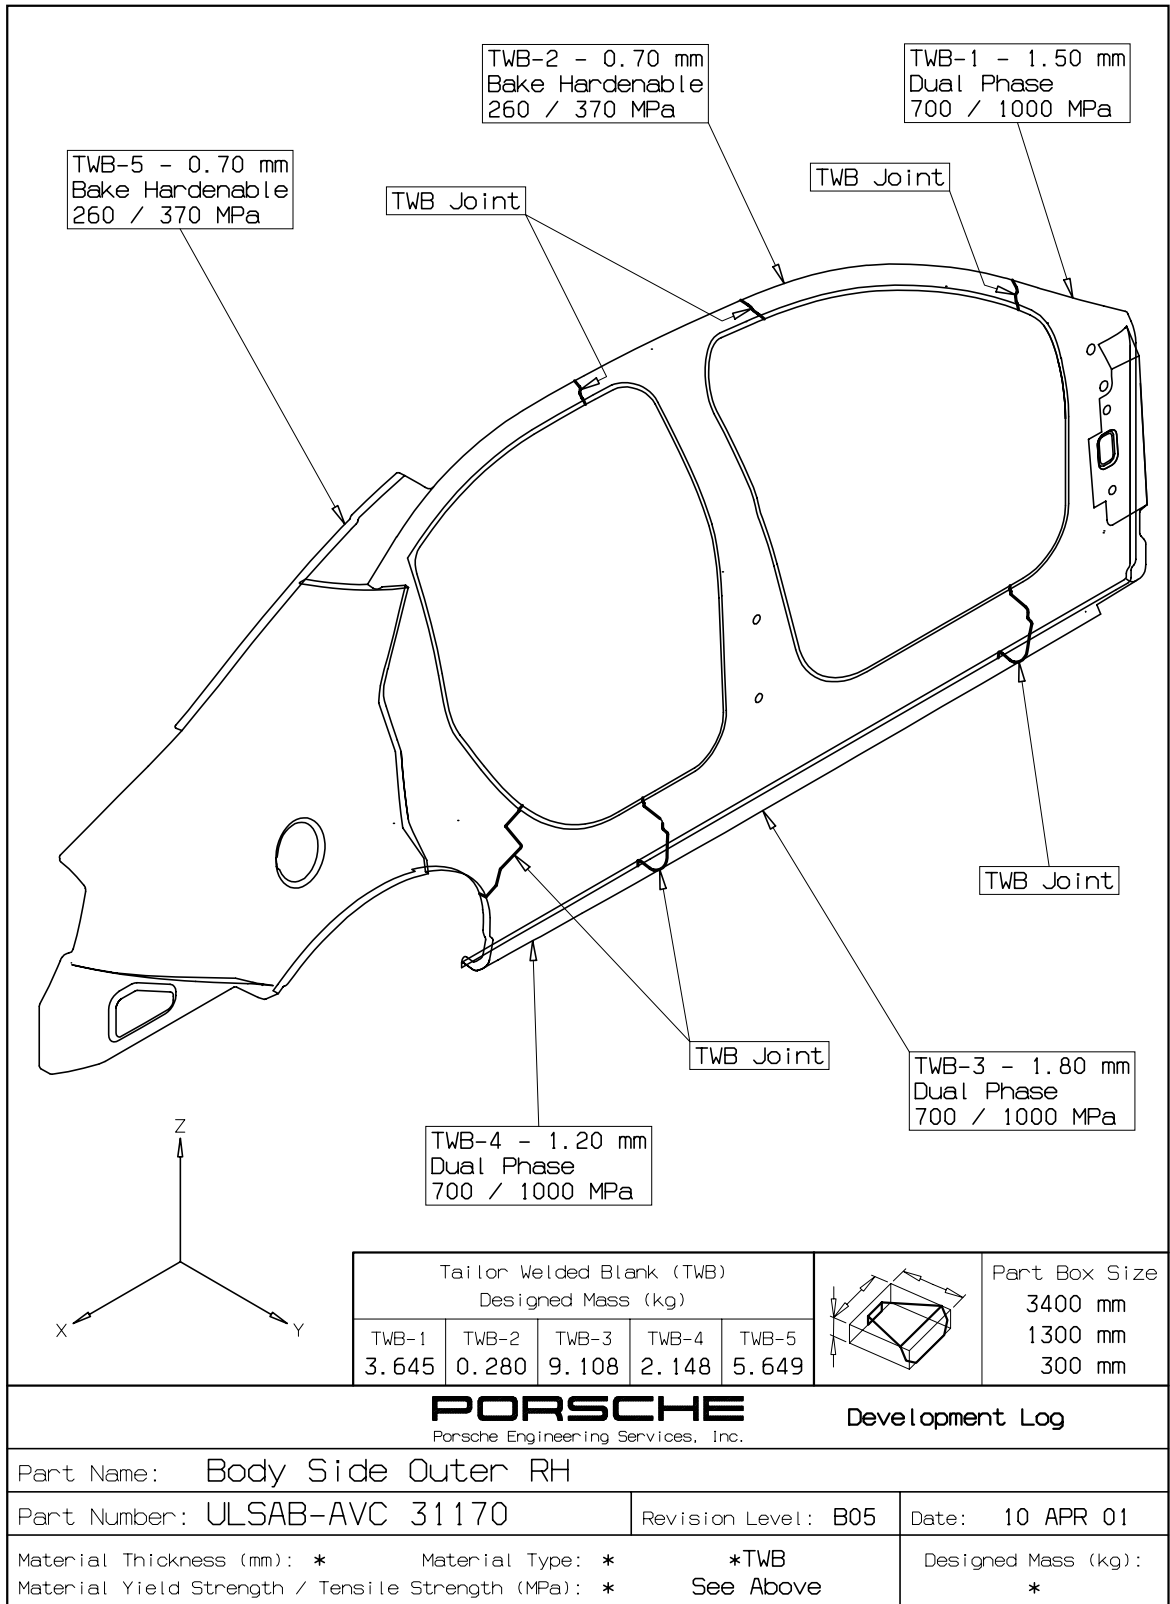 TWB-2 - 0.70 mm
Bake Hardenable
260 / 370 MPa
TWB-1 - 1.50 mm
Dual Phase
700 / 1000 MPa
TWB-5 - 0.70 mm
Bake Hardenable
260 / 370 MPa
TWB Joint
TWB Joint
TWB Joint
TWB Joint
TWB-3 - 1.80 mm
Dual Phase
700 / 1000 MPa
TWB-4 - 1.20 mm
Dual Phase
700 / 1000 MPa
Z
X
Y
Tailor Welded Blank (TWB)
Designed Mass (kg)
TWB-1 TWB-2 TWB-3 TWB-4 TWB-5
3.645 0.280 9.108 2.148 5.649
Part Box Size
3400 mm
1300 mm
300 mm
PORSCHE
Porsche Engineering Services, Inc.
Development Log
Part Name: Body Side Outer RH
Part Number: ULSAB-AVC 31170
Revision Level: B05
Date: 10 APR 01
Material Thickness (mm): * Material Type: * *TWB
Material Yield Strength / Tensile Strength (MPa): * See Above
Designed Mass (kg):
*